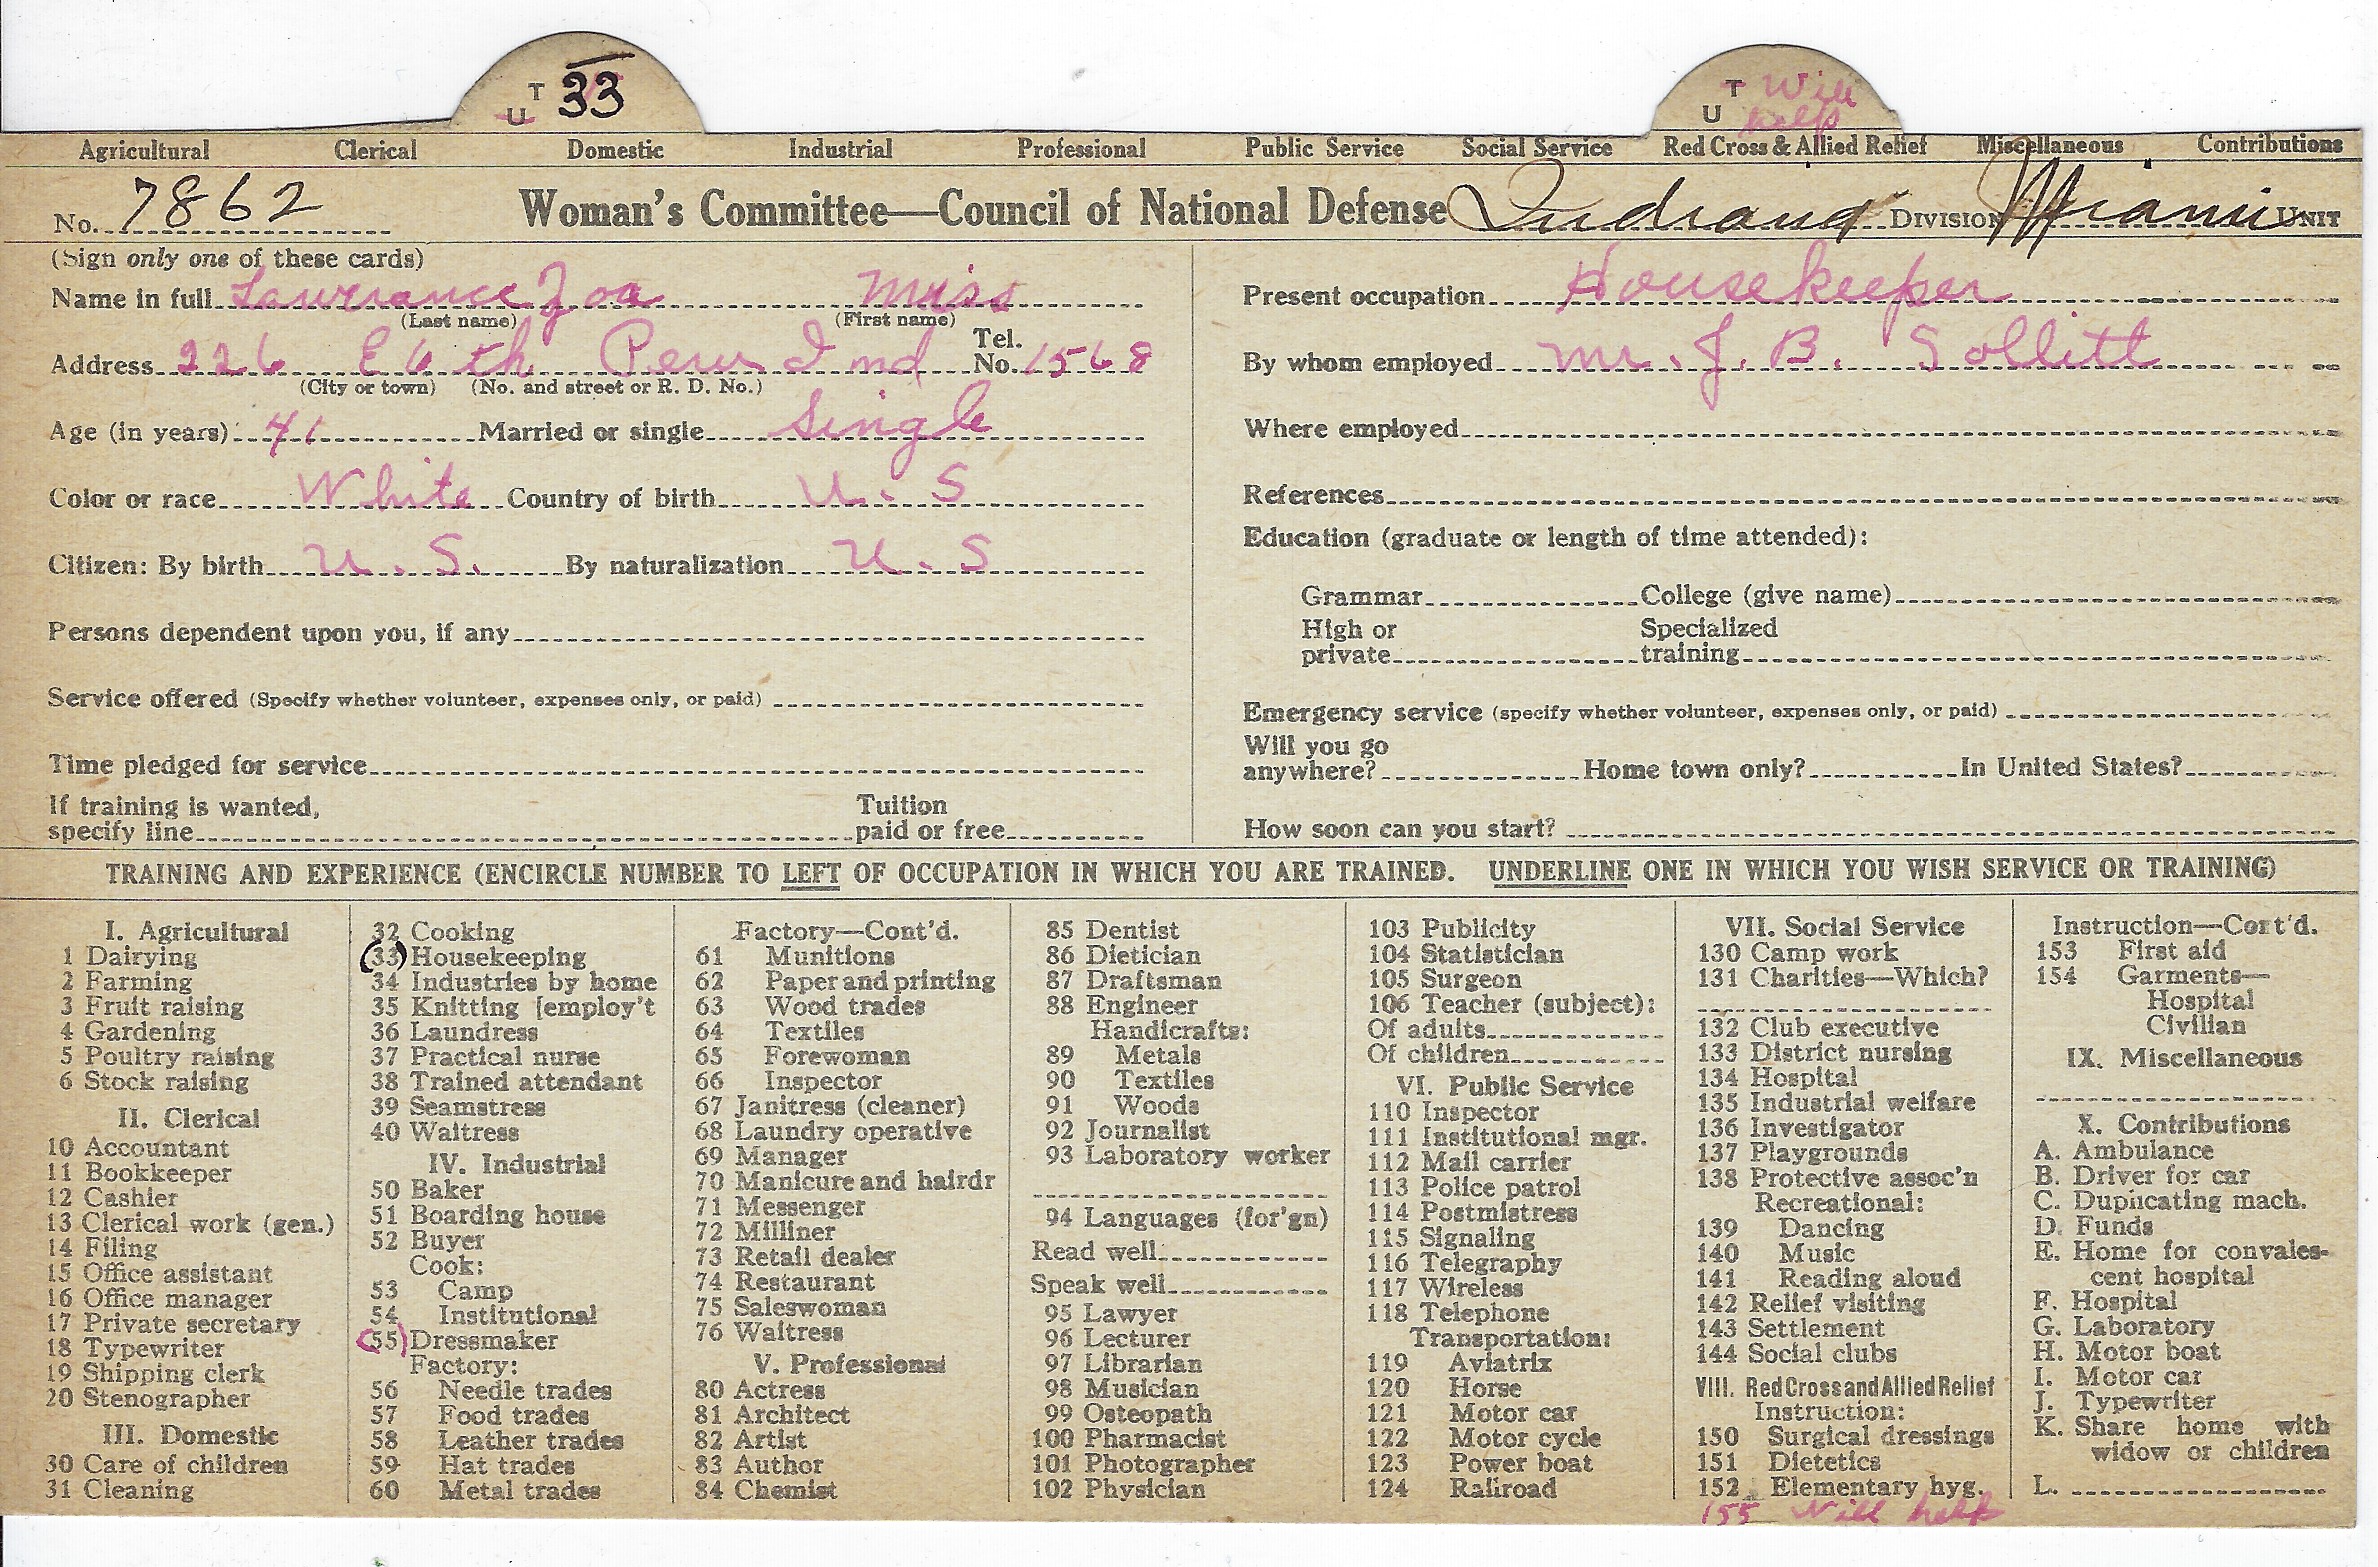 T U 33
T U Will help
Agricultural Clerical Domestic Industrial Professional Public Service Social Service Red Cross & Allied Relief Miscellaneous Contributions
No. 7862 Woman's Committee—Council of National Defense Indiana DIVISION Miami UNIT
(Sign only one of these cards)
Name in full Lawrance Zoa Miss
(Last name) (First name)
Address 226 E 6 th Peru Ind Tel. No. 1568
(City or town) (No. and street or R. D. No.)
Age (in years) 41 Married or single Single
Color or race White Country of birth U. S
Citizen: By birth U. S. By naturalization U. S
Persons dependent upon you, if any
Service offered (Specify whether volunteer, expenses only, or paid)
Time pledged for service
If training is wanted,
specify line
Tuition
paid or free
Present occupation Housekeeper
By whom employed Mr. J. B. Sollitt
Where employed
References
Education (graduate or length of time attended):
Grammar College (give name)
High or
private
Specialized
training
Emergency service (specify whether volunteer, expenses only, or paid)
Will you go
anywhere? Home town only? In United States?
How soon can you start?
TRAINING AND EXPERIENCE (ENCIRCLE NUMBER TO LEFT OF OCCUPATION IN WHICH YOU ARE TRAINED. UNDERLINE ONE IN WHICH YOU WISH SERVICE OR TRAINING)
I. Agricultural
1 Dairying
2 Farming
3 Fruit raising
4 Gardening
5 Poultry raising
6 Stock raising
II. Clerical
10 Accountant
11 Bookkeeper
12 Cashier
13 Clerical work (gen.)
14 Filing
15 Office assistant
16 Office manager
17 Private secretary
18 Typewriter
19 Shipping clerk
20 Stenographer
III. Domestic
30 Care of children
31 Cleaning
32 Cooking
33 Housekeeping
34 Industries by home
35 Knitting [employ't
36 Laundress
37 Practical nurse
38 Trained attendant
39 Seamstress
40 Waitress
IV. Industrial
50 Baker
51 Boarding house
52 Buyer
Cook:
53 Camp
54 Institutional
55 Dressmaker
Factory:
56 Needle trades
57 Food trades
58 Leather trades
59 Hat trades
60 Metal trades
Factory—Cont'd.
61 Munitions
62 Paper and printing
63 Wood trades
64 Textiles
65 Forewoman
66 Inspector
67 Janitress (cleaner)
68 Laundry operative
69 Manager
70 Manicure and hairdr
71 Messenger
72 Milliner
73 Retail dealer
74 Restaurant
75 Saleswoman
76 Waitress
V. Professional
80 Actress
81 Architect
82 Artist
83 Author
84 Chemist
85 Dentist
86 Dietician
87 Draftsman
88 Engineer
Handicrafts:
89 Metals
90 Textiles
91 Woods
92 Journalist
93 Laboratory worker
94 Languages (for'gn)
Read well
Speak well
95 Lawyer
96 Lecturer
97 Librarian
98 Musician
99 Osteopath
100 Pharmacist
101 Photographer
102 Physician
103 Publicity
104 Statistician
105 Surgeon
106 Teacher (subject):
Of adults
Of children
VI. Public Service
110 Inspector
111 Institutional mgr.
112 Mail carrier
113 Police patrol
114 Postmistress
115 Signaling
116 Telegraphy
117 Wireless
118 Telephone
Transportation:
119 Aviatrix
120 Horse
121 Motor car
122 Motor cycle
123 Power boat
124 Railroad
VII. Social Service
130 Camp work
131 Charities—Which?
132 Club executive
133 District nursing
134 Hospital
135 Industrial welfare
136 Investigator
137 Playgrounds
138 Protective assoc'n
Recreational:
139 Dancing
140 Music
141 Reading aloud
142 Relief visiting
143 Settlement
144 Social clubs
VIII. Red Cross and Allied Relief
Instruction:
150 Surgical dressings
151 Dietetics
152 Elementary hyg.
155 Will help
Instruction—Cont'd.
153 First aid
154 Garments—
Hospital
Civilian
IX. Miscellaneous
X. Contributions
A. Ambulance
B. Driver for car
C. Duplicating mach.
D. Funds
E. Home for convales-
cent hospital
F. Hospital
G. Laboratory
H. Motor boat
I. Motor car
J. Typewriter
K. Share home with
widow or children
L.